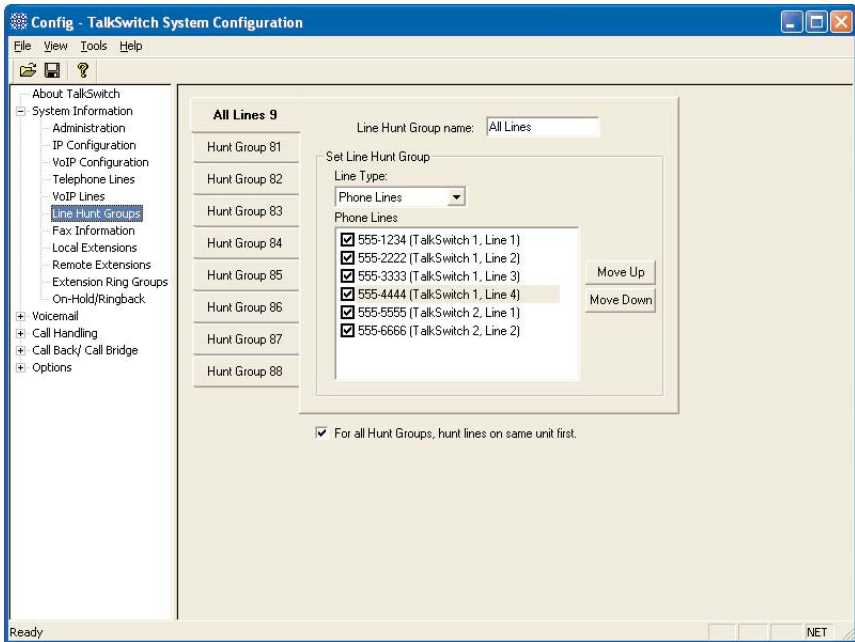 Config - TalkSwitch System Configuration
File View Tools Help
About TalkSwitch
System Information
Administration
IP Configuration
VoIP Configuration
Telephone Lines
VoIP Lines
Line Hunt Groups
Fax Information
Local Extensions
Remote Extensions
Extension Ring Groups
On-Hold/Ringback
Voicemail
Call Handling
Call Back/ Call Bridge
Options
All Lines 9
Hunt Group 81
Hunt Group 82
Hunt Group 83
Hunt Group 84
Hunt Group 85
Hunt Group 86
Hunt Group 87
Hunt Group 88
Line Hunt Group name: All Lines
Set Line Hunt Group
Line Type:
Phone Lines
Phone Lines
555-1234 (TalkSwitch 1, Line 1)
555-2222 (TalkSwitch 1, Line 2)
555-3333 (TalkSwitch 1, Line 3)
555-4444 (TalkSwitch 1, Line 4)
555-5555 (TalkSwitch 2, Line 1)
555-6666 (TalkSwitch 2, Line 2)
Move Up
Move Down
For all Hunt Groups, hunt lines on same unit first.
Ready
NET